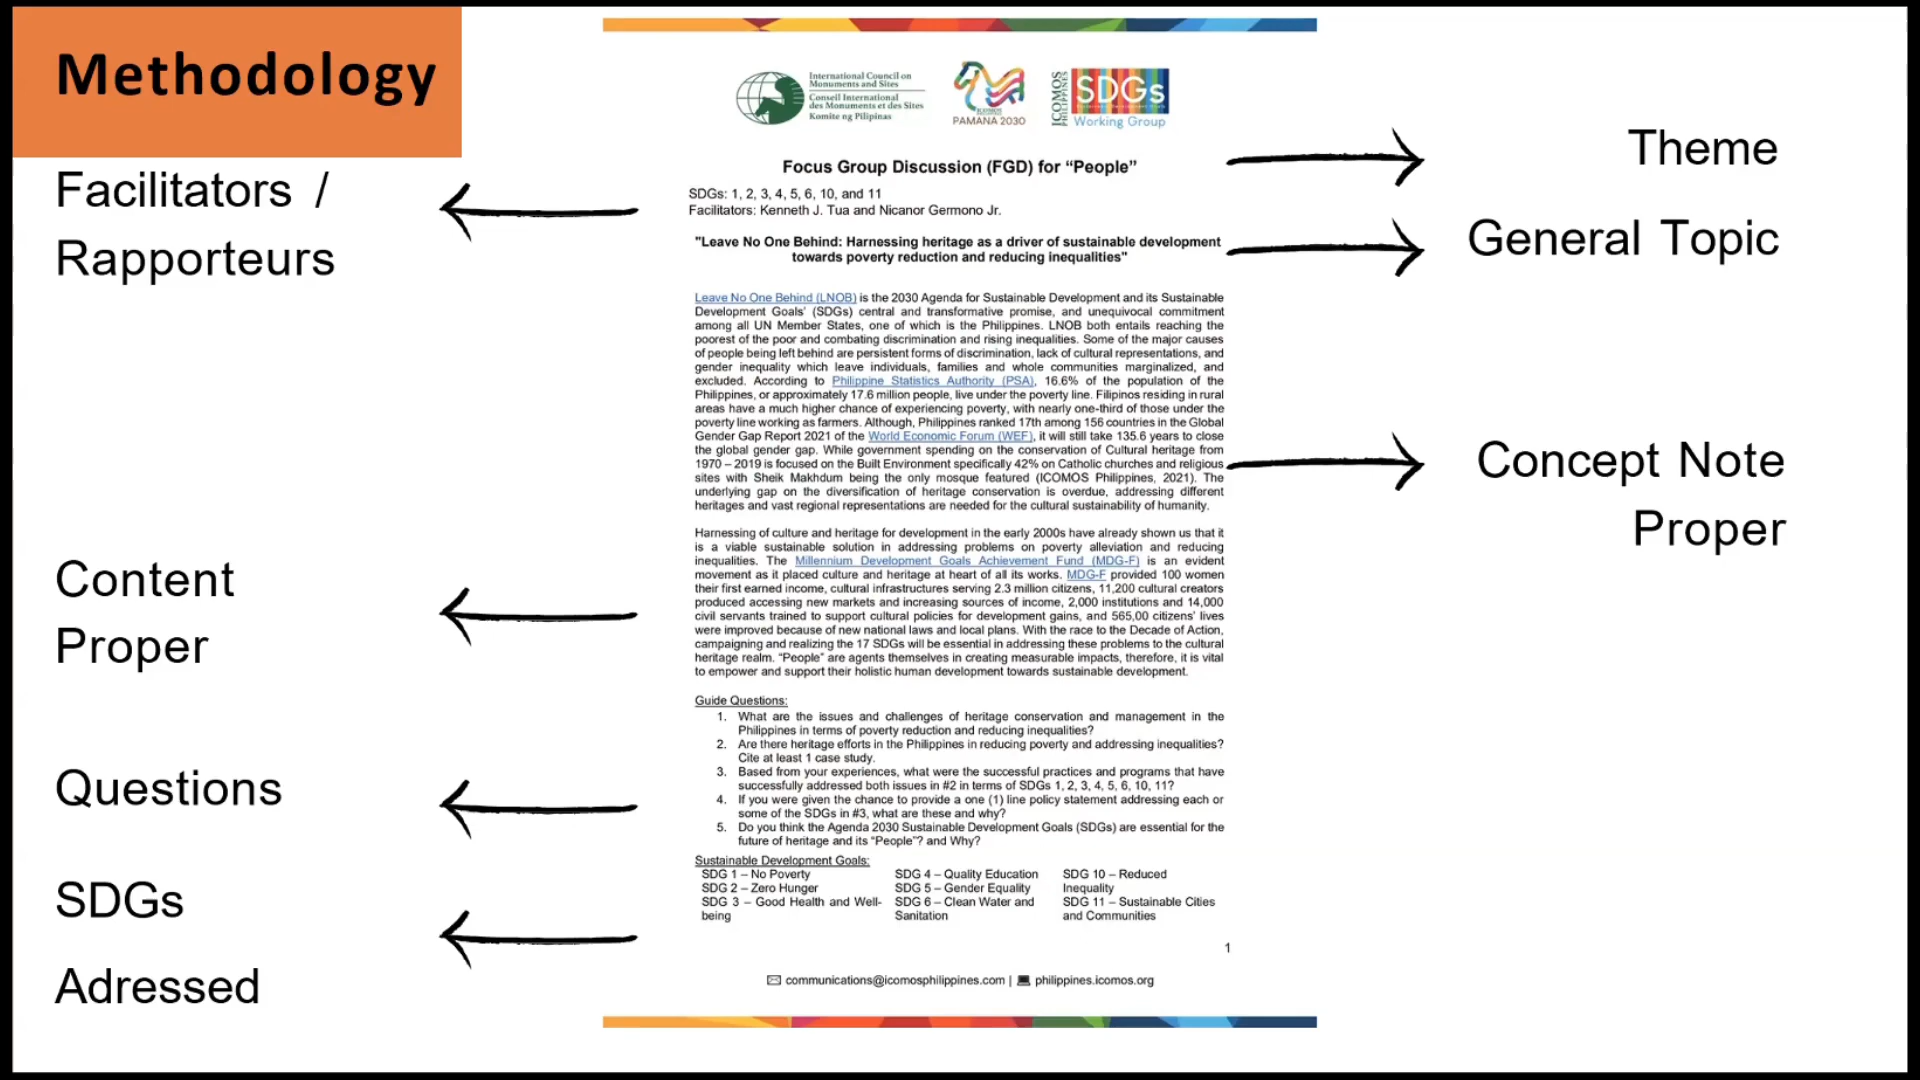 Methodology
Facilitators /
Rapporteurs
Content
Proper
Questions
SDGs
Adressed
International Council on
Monuments and Sites
Conseil International
des Monuments et des Sites
Komite ng Pilipinas
ICOMOS
PAMANA 2030
ICOMOS
PHILIPPINES
SDGs
Working Group
Focus Group Discussion (FGD) for “People”
SDGs: 1, 2, 3, 4, 5, 6, 10, and 11
Facilitators: Kenneth J. Tua and Nicanor Germono Jr.
"Leave No One Behind: Harnessing heritage as a driver of sustainable development
towards poverty reduction and reducing inequalities"
Leave No One Behind (LNOB) is the 2030 Agenda for Sustainable Development and its Sustainable
Development Goals’ (SDGs) central and transformative promise, and unequivocal commitment
among all UN Member States, one of which is the Philippines. LNOB both entails reaching the
poorest of the poor and combating discrimination and rising inequalities. Some of the major causes
of people being left behind are persistent forms of discrimination, lack of cultural representations, and
gender inequality which leave individuals, families and whole communities marginalized, and
excluded. According to Philippine Statistics Authority (PSA), 16.6% of the population of the
Philippines, or approximately 17.6 million people, live under the poverty line. Filipinos residing in rural
areas have a much higher chance of experiencing poverty, with nearly one-third of those under the
poverty line working as farmers. Although, Philippines ranked 17th among 156 countries in the Global
Gender Gap Report 2021 of the World Economic Forum (WEF), it will still take 135.6 years to close
the global gender gap. While government spending on the conservation of Cultural heritage from
1970 – 2019 is focused on the Built Environment specifically 42% on Catholic churches and religious
sites with Sheik Makhdum being the only mosque featured (ICOMOS Philippines, 2021). The
underlying gap on the diversification of heritage conservation is overdue, addressing different
heritages and vast regional representations are needed for the cultural sustainability of humanity.
Harnessing of culture and heritage for development in the early 2000s have already shown us that it
is a viable sustainable solution in addressing problems on poverty alleviation and reducing
inequalities. The Millennium Development Goals Achievement Fund (MDG-F) is an evident
movement as it placed culture and heritage at heart of all its works. MDG-F provided 100 women
their first earned income, cultural infrastructures serving 2.3 million citizens, 11,200 cultural creators
produced accessing new markets and increasing sources of income, 2,000 institutions and 14,000
civil servants trained to support cultural policies for development gains, and 565,00 citizens’ lives
were improved because of new national laws and local plans. With the race to the Decade of Action,
campaigning and realizing the 17 SDGs will be essential in addressing these problems to the cultural
heritage realm. “People” are agents themselves in creating measurable impacts, therefore, it is vital
to empower and support their holistic human development towards sustainable development.
Guide Questions:
1. What are the issues and challenges of heritage conservation and management in the
Philippines in terms of poverty reduction and reducing inequalities?
2. Are there heritage efforts in the Philippines in reducing poverty and addressing inequalities?
Cite at least 1 case study.
3. Based from your experiences, what were the successful practices and programs that have
successfully addressed both issues in #2 in terms of SDGs 1, 2, 3, 4, 5, 6, 10, 11?
4. If you were given the chance to provide a one (1) line policy statement addressing each or
some of the SDGs in #3, what are these and why?
5. Do you think the Agenda 2030 Sustainable Development Goals (SDGs) are essential for the
future of heritage and its “People”? and Why?
Sustainable Development Goals:
SDG 1 – No Poverty
SDG 2 – Zero Hunger
SDG 3 – Good Health and Well-
being
SDG 4 – Quality Education
SDG 5 – Gender Equality
SDG 6 – Clean Water and
Sanitation
SDG 10 – Reduced
Inequality
SDG 11 – Sustainable Cities
and Communities
1
communications@icomosphilippines.com | philippines.icomos.org
Theme
General Topic
Concept Note
Proper